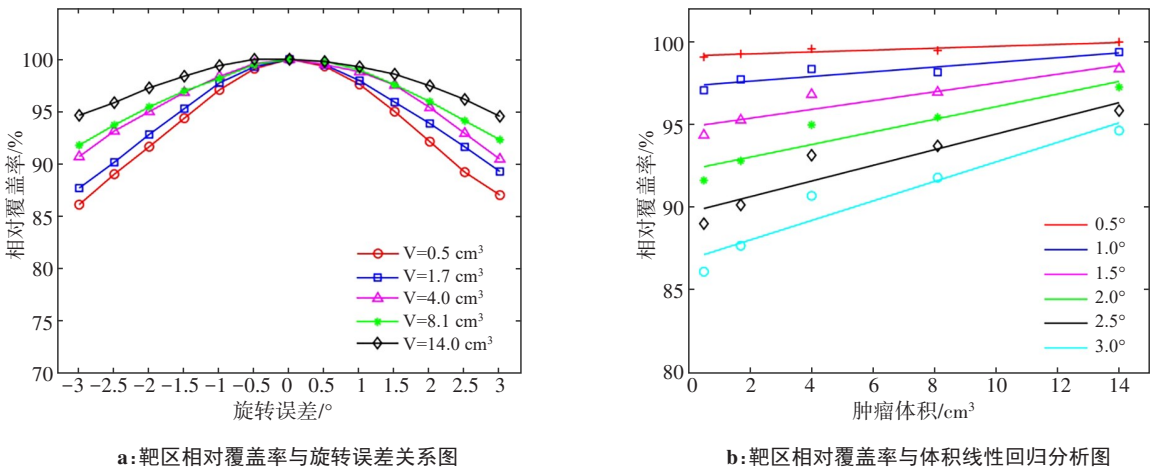 相对覆盖率/%
100
95
90
85
80
70
V=0.5 cm³
V=1.7 cm³
V=4.0 cm³
V=8.1 cm³
V=14.0 cm³
−3 −2.5 −2 −1.5 −1 −0.5 0 0.5 1 1.5 2 2.5 3
旋转误差/°
a:靶区相对覆盖率与旋转误差关系图
相对覆盖率/%
100
95
90
85
80
0.5°
1.0°
1.5°
2.0°
2.5°
3.0°
0 2 4 6 8 10 12 14
肿瘤体积/cm³
b:靶区相对覆盖率与体积线性回归分析图